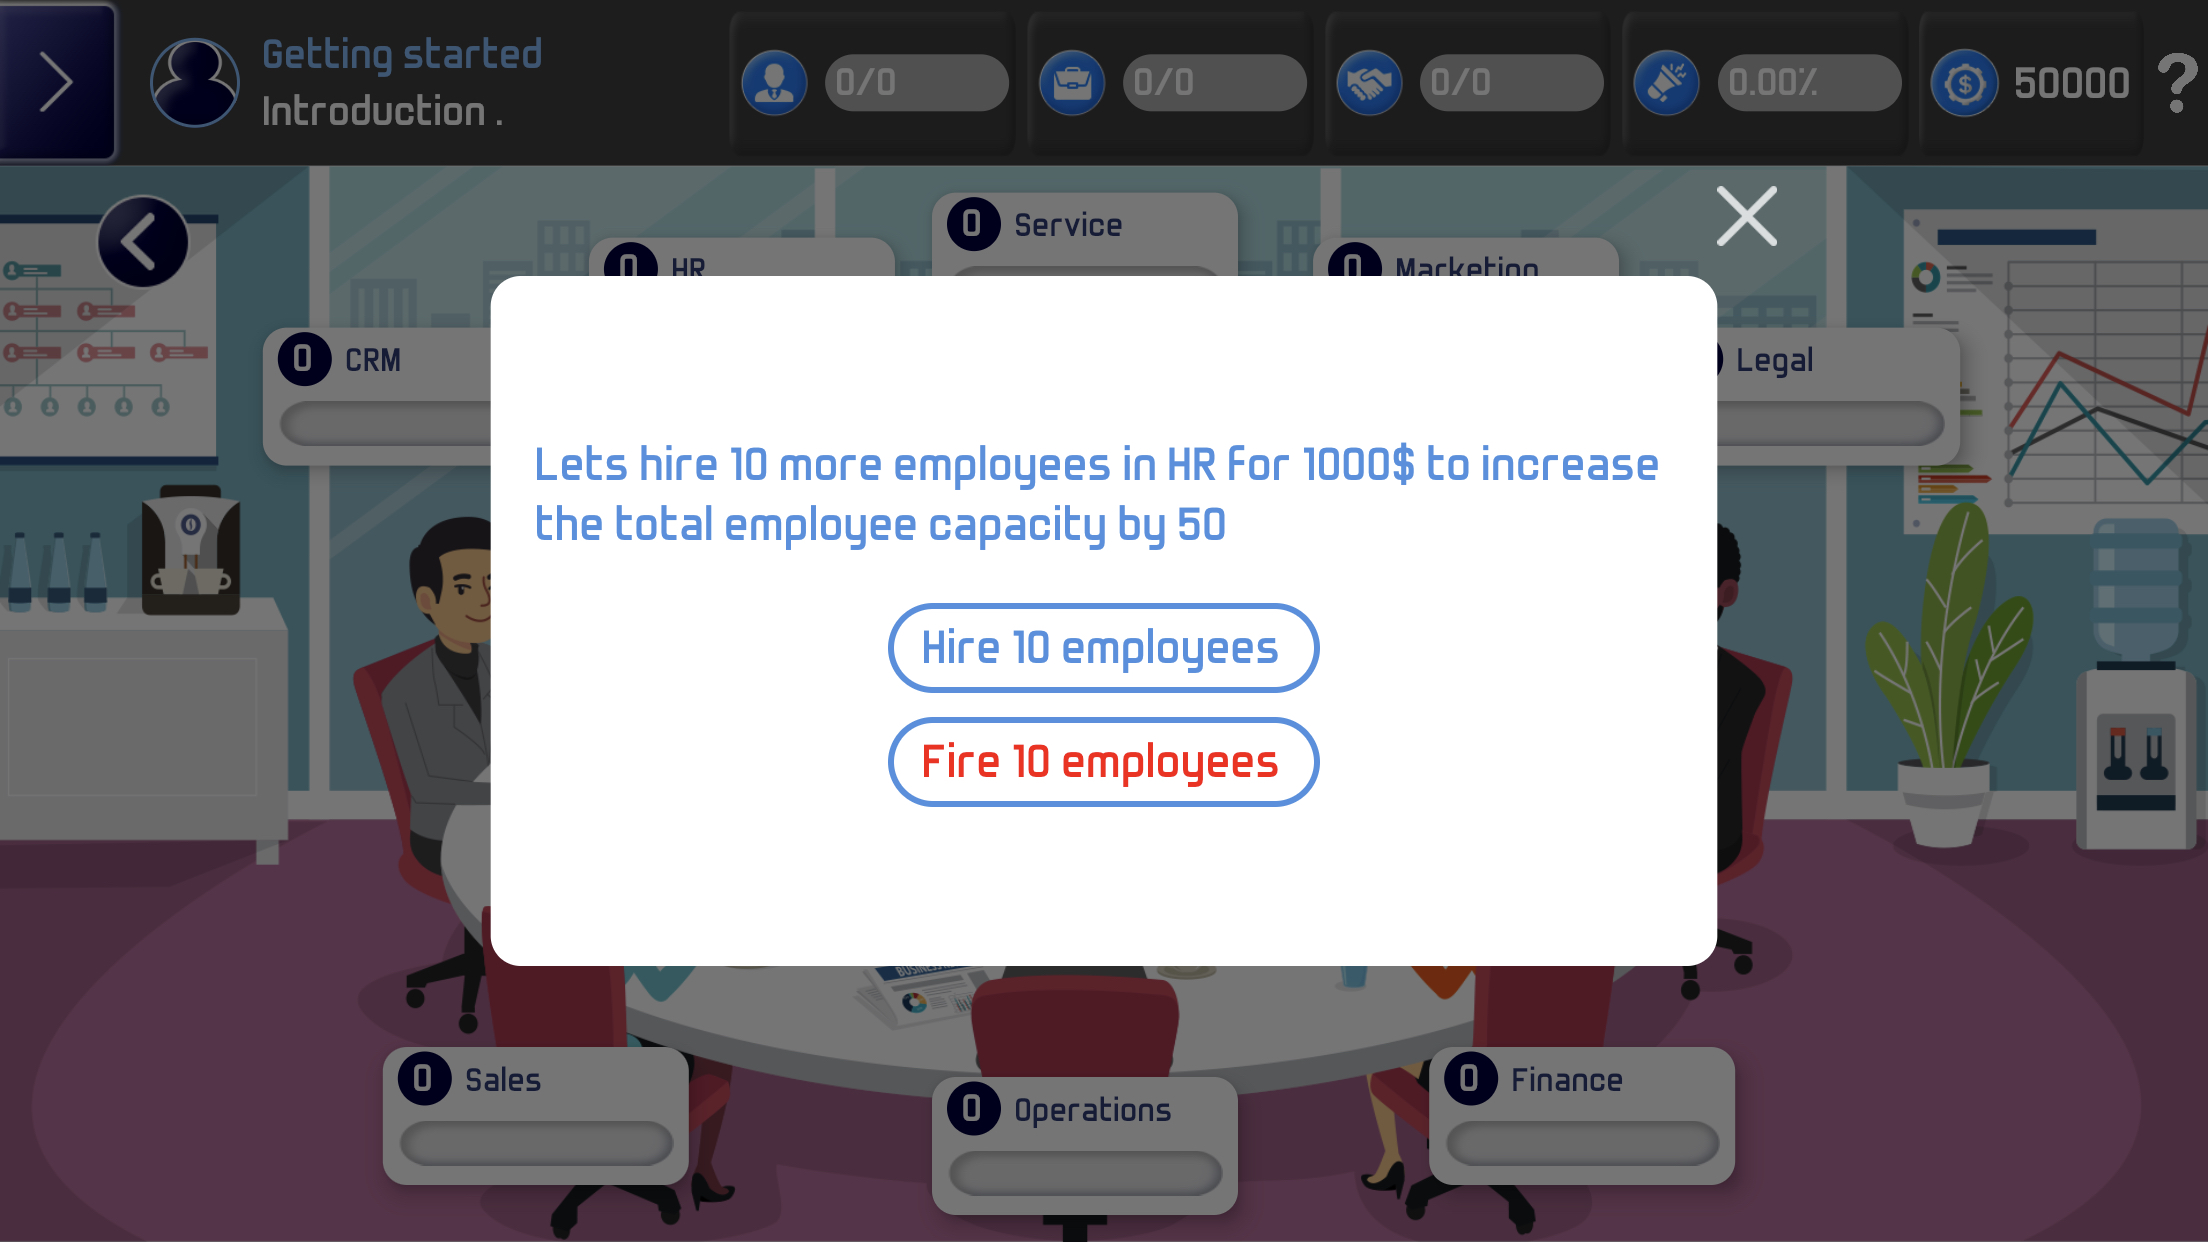 Getting started
Introduction .
0/0
0/0
0/0
0.00%
50000
?
0 Service
0 HR
0 Marketing
0 CRM
Legal
Lets hire 10 more employees in HR for 1000$ to increase
the total employee capacity by 50
Hire 10 employees
Fire 10 employees
BUSINESS
0 Sales
0 Operations
0 Finance